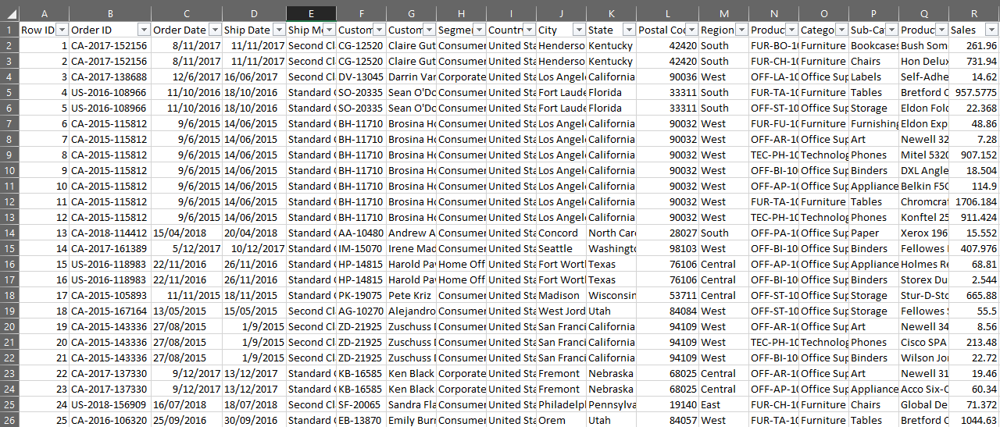 A B C D E F G H I J K L M N O P Q R
1 Row ID Order ID Order Date Ship Date Ship Mo Custom Custom Segmen Countr City State Postal Co Region Produc Catego Sub-Cat Produc Sales
2 1 CA-2017-152156 8/11/2017 11/11/2017 Second Cl CG-12520 Claire Gut Consumer United Sta Henderso Kentucky 42420 South FUR-BO-10 Furniture Bookcases Bush Som 261.96
3 2 CA-2017-152156 8/11/2017 11/11/2017 Second Cl CG-12520 Claire Gut Consumer United Sta Henderso Kentucky 42420 South FUR-CH-10 Furniture Chairs Hon Delux 731.94
4 3 CA-2017-138688 12/6/2017 16/06/2017 Second Cl DV-13045 Darrin Van Corporate United Sta Los Angel California 90036 West OFF-LA-10 Office Sup Labels Self-Adhe 14.62
5 4 US-2016-108966 11/10/2016 18/10/2016 Standard C SO-20335 Sean O'Do Consumer United Sta Fort Laude Florida 33311 South FUR-TA-10 Furniture Tables Bretford C 957.5775
6 5 US-2016-108966 11/10/2016 18/10/2016 Standard C SO-20335 Sean O'Do Consumer United Sta Fort Laude Florida 33311 South OFF-ST-10 Office Sup Storage Eldon Fold 22.368
7 6 CA-2015-115812 9/6/2015 14/06/2015 Standard C BH-11710 Brosina Ho Consumer United Sta Los Angel California 90032 West FUR-FU-10 Furniture Furnishing Eldon Exp 48.86
8 7 CA-2015-115812 9/6/2015 14/06/2015 Standard C BH-11710 Brosina Ho Consumer United Sta Los Angel California 90032 West OFF-AR-10 Office Sup Art Newell 32 7.28
9 8 CA-2015-115812 9/6/2015 14/06/2015 Standard C BH-11710 Brosina Ho Consumer United Sta Los Angel California 90032 West TEC-PH-10 Technolog Phones Mitel 5320 907.152
10 9 CA-2015-115812 9/6/2015 14/06/2015 Standard C BH-11710 Brosina Ho Consumer United Sta Los Angel California 90032 West OFF-BI-10 Office Sup Binders DXL Angle 18.504
11 10 CA-2015-115812 9/6/2015 14/06/2015 Standard C BH-11710 Brosina Ho Consumer United Sta Los Angel California 90032 West OFF-AP-10 Office Sup Appliance Belkin F5C 114.9
12 11 CA-2015-115812 9/6/2015 14/06/2015 Standard C BH-11710 Brosina Ho Consumer United Sta Los Angel California 90032 West FUR-TA-10 Furniture Tables Chromcra 1706.184
13 12 CA-2015-115812 9/6/2015 14/06/2015 Standard C BH-11710 Brosina Ho Consumer United Sta Los Angel California 90032 West TEC-PH-10 Technolog Phones Konftel 25 911.424
14 13 CA-2018-114412 15/04/2018 20/04/2018 Standard C AA-10480 Andrew A Consumer United Sta Concord North Car 28027 South OFF-PA-10 Office Sup Paper Xerox 196 15.552
15 14 CA-2017-161389 5/12/2017 10/12/2017 Standard C IM-15070 Irene Mad Consumer United Sta Seattle Washingt 98103 West OFF-BI-10 Office Sup Binders Fellowes 407.976
16 15 US-2016-118983 22/11/2016 26/11/2016 Standard C HP-14815 Harold Pav Home Off United Sta Fort Wort Texas 76106 Central OFF-AP-10 Office Sup Appliance Holmes Re 68.81
17 16 US-2016-118983 22/11/2016 26/11/2016 Standard C HP-14815 Harold Pav Home Off United Sta Fort Wort Texas 76106 Central OFF-BI-10 Office Sup Binders Storex Du 2.544
18 17 CA-2015-105893 11/11/2015 18/11/2015 Standard C PK-19075 Pete Kriz Consumer United Sta Madison Wisconsin 53711 Central OFF-ST-10 Office Sup Storage Stur-D-Sto 665.88
19 18 CA-2015-167164 13/05/2015 15/05/2015 Second Cl AG-10270 Alejandro Consumer United Sta West Jord Utah 84084 West OFF-ST-10 Office Sup Storage Fellowes 55.5
20 19 CA-2015-143336 27/08/2015 1/9/2015 Second Cl ZD-21925 Zuschuss Consumer United Sta San Franci California 94109 West OFF-AR-10 Office Sup Art Newell 34 8.56
21 20 CA-2015-143336 27/08/2015 1/9/2015 Second Cl ZD-21925 Zuschuss Consumer United Sta San Franci California 94109 West TEC-PH-10 Technolog Phones Cisco SPA 213.48
22 21 CA-2015-143336 27/08/2015 1/9/2015 Second Cl ZD-21925 Zuschuss Consumer United Sta San Franci California 94109 West OFF-BI-10 Office Sup Binders Wilson Jo 22.72
23 22 CA-2017-137330 9/12/2017 13/12/2017 Standard C KB-16585 Ken Black Corporate United Sta Fremont Nebraska 68025 Central OFF-AR-10 Office Sup Art Newell 31 19.46
24 23 CA-2017-137330 9/12/2017 13/12/2017 Standard C KB-16585 Ken Black Corporate United Sta Fremont Nebraska 68025 Central OFF-AP-10 Office Sup Appliance Acco Six-C 60.34
25 24 US-2018-156909 16/07/2018 18/07/2018 Second Cl SF-20065 Sandra Fla Consumer United Sta Philadelph Pennsylva 19140 East FUR-CH-10 Furniture Chairs Global De 71.372
26 25 CA-2016-106320 25/09/2016 30/09/2016 Standard C EB-13870 Emily Burn Consumer United Sta Orem Utah 84057 West FUR-TA-10 Furniture Tables Bretford C 1044.63